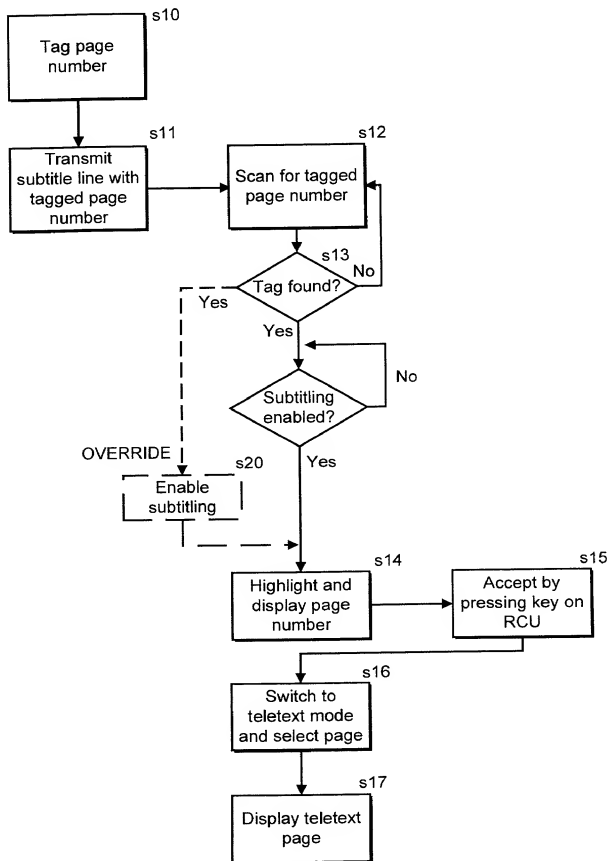 s10
Tag page
number
s11
Transmit
subtitle line with
tagged page
number
s12
Scan for tagged
page number
s13
Tag found?
No
Yes
Yes
Subtitling
enabled?
No
Yes
OVERRIDE
s20
Enable
subtitling
s14
Highlight and
display page
number
s15
Accept by
pressing key on
RCU
s16
Switch to
teletext mode
and select page
s17
Display teletext
page